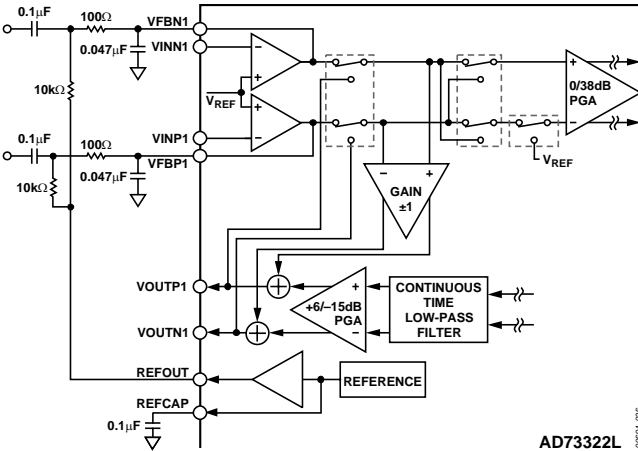 0.1μF
100Ω
VFBN1
VINN1
0.047μF
10kΩ
VREF
0/38dB
PGA
0.1μF
100Ω
VINP1
VFBP1
10kΩ
0.047μF
VREF
GAIN
±1
VOUTP1
+6/–15dB
PGA
CONTINUOUS
TIME
LOW-PASS
FILTER
VOUTN1
REFOUT
REFERENCE
REFCAP
0.1μF
AD73322L